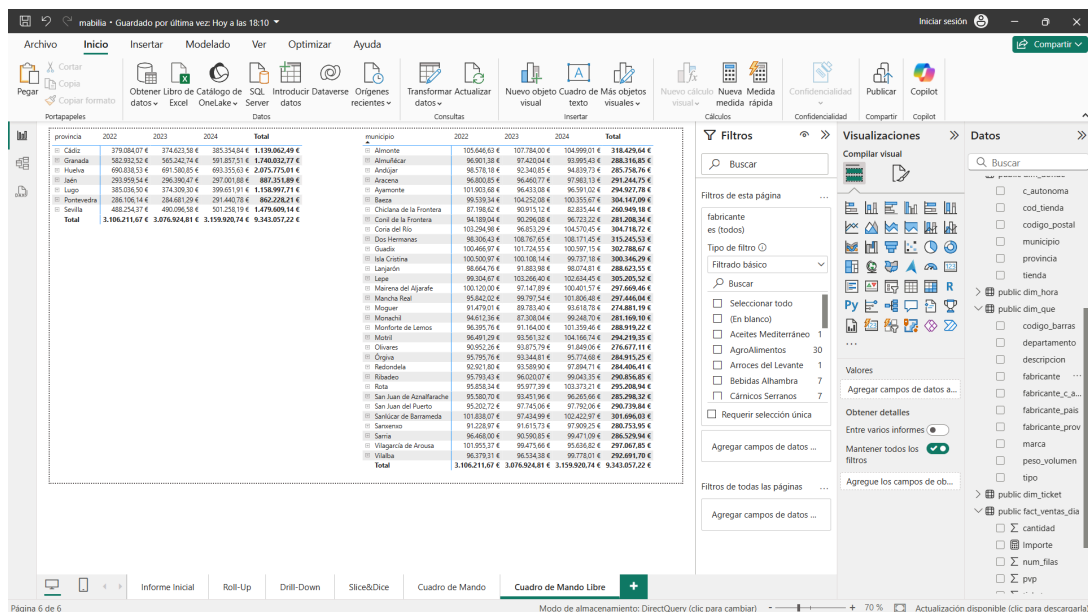 mabilia • Guardado por última vez: Hoy a las 18:10
Iniciar sesión
Archivo Inicio Insertar Modelado Ver Optimizar Ayuda
Compartir
Pegar
Cortar
Copia
Copiar formato
Portapapeles
Obtener datos
Libro de Excel
Catálogo de OneLake
SQL Server
Introducir datos
Dataverse
Orígenes recientes
Datos
Transformar datos
Actualizar
Consultas
Nuevo objeto visual
Cuadro de texto
Más objetos visuales
Insertar
Nuevo cálculo visual
Nueva medida
Medida rápida
Cálculos
Confidencialidad
Confidencialidad
Publicar
Compartir
Copilot
Copilot
provincia 2022 2023 2024 Total
Cádiz 379.084,07 € 374.623,58 € 385.354,84 € 1.139.062,49 €
Granada 582.932,52 € 565.242,74 € 591.857,51 € 1.740.032,77 €
Huelva 690.838,53 € 691.580,85 € 693.355,63 € 2.075.775,01 €
Jaén 293.959,54 € 296.390,47 € 297.001,88 € 887.351,89 €
Lugo 385.036,50 € 374.309,30 € 399.651,91 € 1.158.997,71 €
Pontevedra 286.106,14 € 284.681,29 € 291.440,78 € 862.228,21 €
Sevilla 488.254,37 € 490.096,58 € 501.258,19 € 1.479.609,14 €
Total 3.106.211,67 € 3.076.924,81 € 3.159.920,74 € 9.343.057,22 €
municipio 2022 2023 2024 Total
Almonte 105.646,63 € 107.784,00 € 104.999,01 € 318.429,64 €
Almuñécar 96.901,38 € 97.420,04 € 93.995,43 € 288.316,85 €
Andújar 98.578,18 € 92.340,85 € 94.839,73 € 285.758,76 €
Aracena 96.800,85 € 96.460,77 € 97.983,13 € 291.244,75 €
Ayamonte 101.903,68 € 96.433,08 € 96.591,02 € 294.927,78 €
Baeza 99.539,34 € 104.252,08 € 100.355,67 € 304.147,09 €
Chiclana de la Frontera 87.198,62 € 90.915,12 € 82.835,44 € 260.949,18 €
Conil de la Frontera 94.189,04 € 90.296,08 € 96.723,22 € 281.208,34 €
Coria del Río 103.294,98 € 96.853,29 € 104.570,45 € 304.718,72 €
Dos Hermanas 98.306,43 € 108.767,65 € 108.171,45 € 315.245,53 €
Guadix 100.466,97 € 101.724,55 € 100.597,15 € 302.788,67 €
Isla Cristina 100.500,97 € 100.108,14 € 99.737,18 € 300.346,29 €
Lanjarón 98.664,76 € 91.883,98 € 98.074,81 € 288.623,55 €
Lepe 99.304,67 € 103.266,40 € 102.634,45 € 305.205,52 €
Mairena del Aljarafe 100.120,00 € 97.147,89 € 100.401,57 € 297.669,46 €
Mancha Real 95.842,02 € 99.797,54 € 101.806,48 € 297.446,04 €
Moguer 91.479,01 € 89.783,40 € 93.618,78 € 274.881,19 €
Monachil 94.612,36 € 87.308,04 € 99.248,70 € 281.169,10 €
Monforte de Lemos 96.395,76 € 91.164,00 € 101.359,46 € 288.919,22 €
Motril 96.491,29 € 93.561,32 € 104.166,74 € 294.219,35 €
Olivares 90.952,26 € 93.875,79 € 91.849,06 € 276.677,11 €
Órgiva 95.795,76 € 93.344,81 € 95.774,68 € 284.915,25 €
Redondela 92.921,80 € 93.589,90 € 97.894,71 € 284.406,41 €
Ribadeo 95.793,43 € 96.020,07 € 99.043,35 € 290.856,85 €
Rota 95.858,34 € 95.977,39 € 103.373,21 € 295.208,94 €
San Juan de Aznalfarache 95.580,70 € 93.451,96 € 96.265,66 € 285.298,32 €
San Juan del Puerto 95.202,72 € 97.745,06 € 97.792,06 € 290.739,84 €
Sanlúcar de Barrameda 101.838,07 € 97.434,99 € 102.422,97 € 301.696,03 €
Sanxenxo 91.228,97 € 91.615,73 € 97.909,25 € 280.753,95 €
Sarria 96.468,00 € 90.590,85 € 99.471,09 € 286.529,94 €
Vilagarcía de Arousa 101.955,37 € 99.475,66 € 95.636,82 € 297.067,85 €
Vilalba 96.379,31 € 96.534,38 € 99.778,01 € 292.691,70 €
Total 3.106.211,67 € 3.076.924,81 € 3.159.920,74 € 9.343.057,22 €
Filtros
Buscar
Filtros de esta página ...
fabricante
es (todos)
Tipo de filtro
Filtrado básico
Buscar
Seleccionar todo
(En blanco)
Aceites Mediterráneo 1
AgroAlimentos 30
Arroces del Levante 1
Bebidas Alhambra 7
Cárnicos Serranos 7
Requerir selección única
Agregar campos de datos ...
Filtros de todas las páginas ...
Agregar campos de datos ...
Visualizaciones
Compilar visual
R
Py
...
Valores
Agregar campos de datos a...
Obtener detalles
Entre varios informes
Mantener todos los filtros
Agregue los campos de ob...
Datos
Buscar
c_autonoma
cod_tienda
codigo_postal
municipio
provincia
tienda
public dim_hora
public dim_que
codigo_barras
departamento
descripcion
fabricante ...
fabricante_c_a...
fabricante_pais
fabricante_prov
marca
peso_volumen
tipo
public dim_ticket
public fact_ventas_dia
cantidad
Importe
num_filas
pvp
Informe Inicial Roll-Up Drill-Down Slice&Dice Cuadro de Mando Cuadro de Mando Libre +
Página 6 de 6
Modo de almacenamiento: DirectQuery (clic para cambiar)
- + 70 %
Actualización disponible (clic para descargarla)